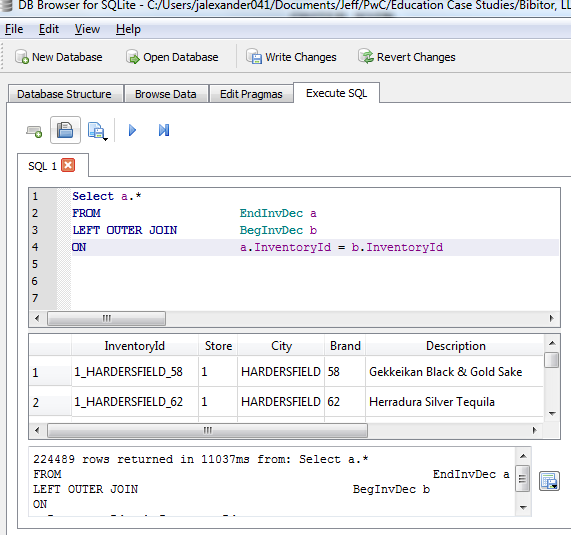 DB Browser for SQLite - C:/Users/jalexander041/Documents/Jeff/PwC/Education Case Studies/Bibitor, LL
File Edit View Help
New Database Open Database Write Changes Revert Changes
Database Structure Browse Data Edit Pragmas Execute SQL
SQL 1
1 Select a.*
2 FROM EndInvDec a
3 LEFT OUTER JOIN BegInvDec b
4 ON a.InventoryId = b.InventoryId
5
6
7
InventoryId Store City Brand Description
1 1_HARDERSFIELD_58 1 HARDERSFIELD 58 Gekkeikan Black & Gold Sake
2 1_HARDERSFIELD_62 1 HARDERSFIELD 62 Herradura Silver Tequila
224489 rows returned in 11037ms from: Select a.*
FROM EndInvDec a
LEFT OUTER JOIN BegInvDec b
ON